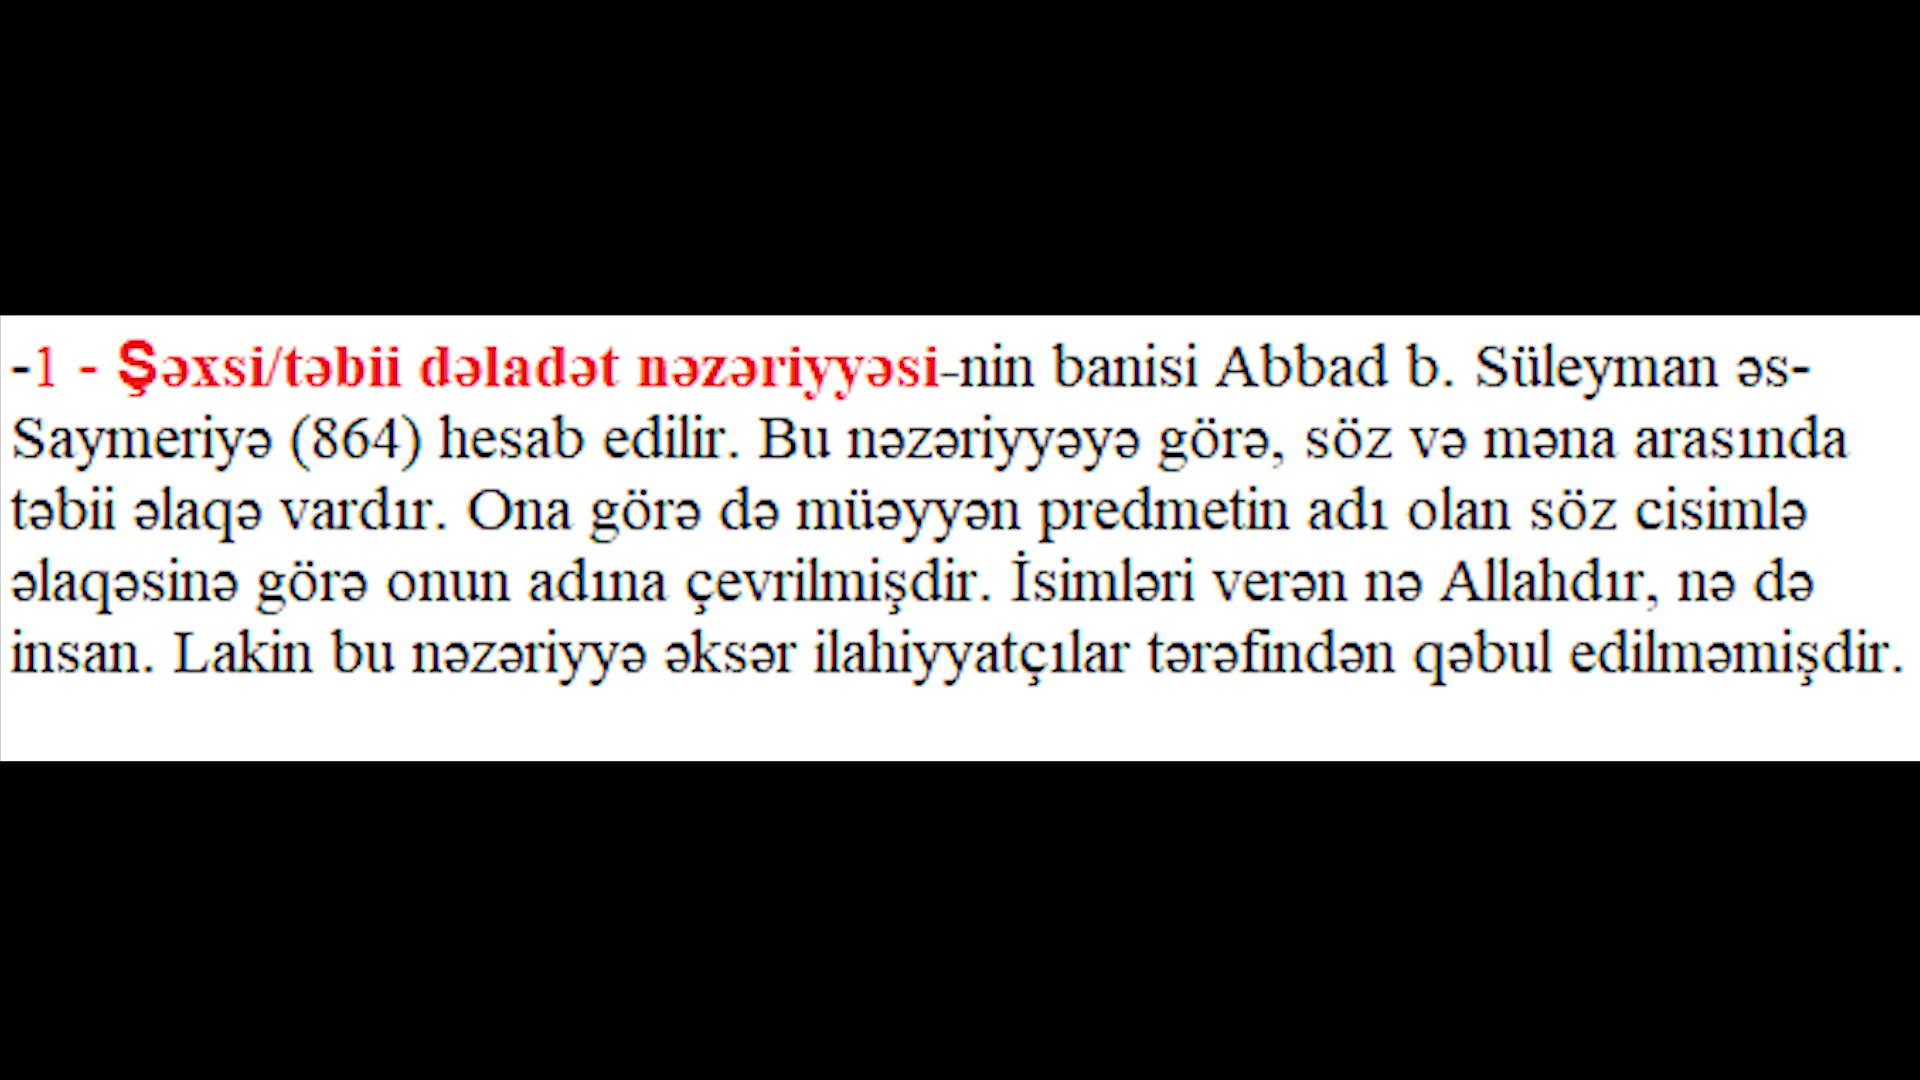 -1 - Şəxsi/təbii dəladət nəzəriyyəsi-nin banisi Abbad b. Süleyman əs-
Saymeriyə (864) hesab edilir. Bu nəzəriyyəyə görə, söz və məna arasında
təbii əlaqə vardır. Ona görə də müəyyən predmetin adı olan söz cisimlə
əlaqəsinə görə onun adına çevrilmişdir. İsimləri verən nə Allahdır, nə də
insan. Lakin bu nəzəriyyə əksər ilahiyyatçılar tərəfindən qəbul edilməmişdir.